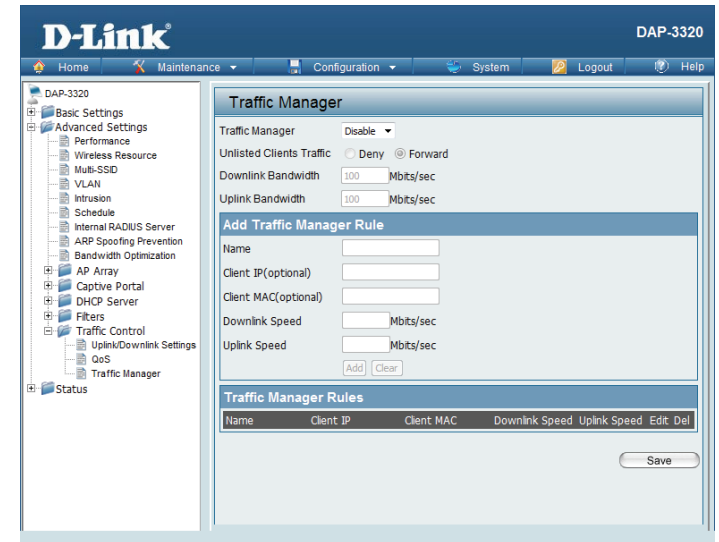 D-Link®
DAP-3320
Home Maintenance Configuration System Logout Help
DAP-3320
Basic Settings
Advanced Settings
Performance
Wireless Resource
Multi-SSID
VLAN
Intrusion
Schedule
Internal RADIUS Server
ARP Spoofing Prevention
Bandwidth Optimization
AP Array
Captive Portal
DHCP Server
Filters
Traffic Control
Uplink/Downlink Settings
QoS
Traffic Manager
Status
Traffic Manager
Traffic Manager Disable
Unlisted Clients Traffic Deny Forward
Downlink Bandwidth 100 Mbits/sec
Uplink Bandwidth 100 Mbits/sec
Add Traffic Manager Rule
Name
Client IP(optional)
Client MAC(optional)
Downlink Speed Mbits/sec
Uplink Speed Mbits/sec
Add Clear
Traffic Manager Rules
Name Client IP Client MAC Downlink Speed Uplink Speed Edit Del
Save